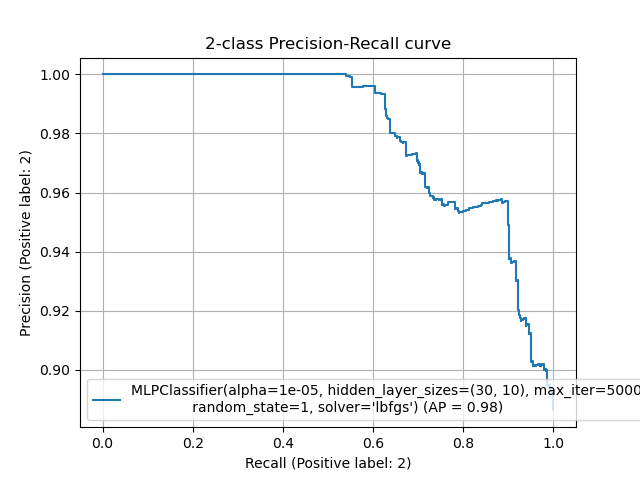 2-class Precision-Recall curve
Precision (Positive label: 2)
1.00
0.98
0.96
0.94
0.92
0.90
MLPClassifier(alpha=1e-05, hidden_layer_sizes=(30, 10), max_iter=5000
random_state=1, solver='lbfgs') (AP = 0.98)
0.0 0.2 0.4 0.6 0.8 1.0
Recall (Positive label: 2)